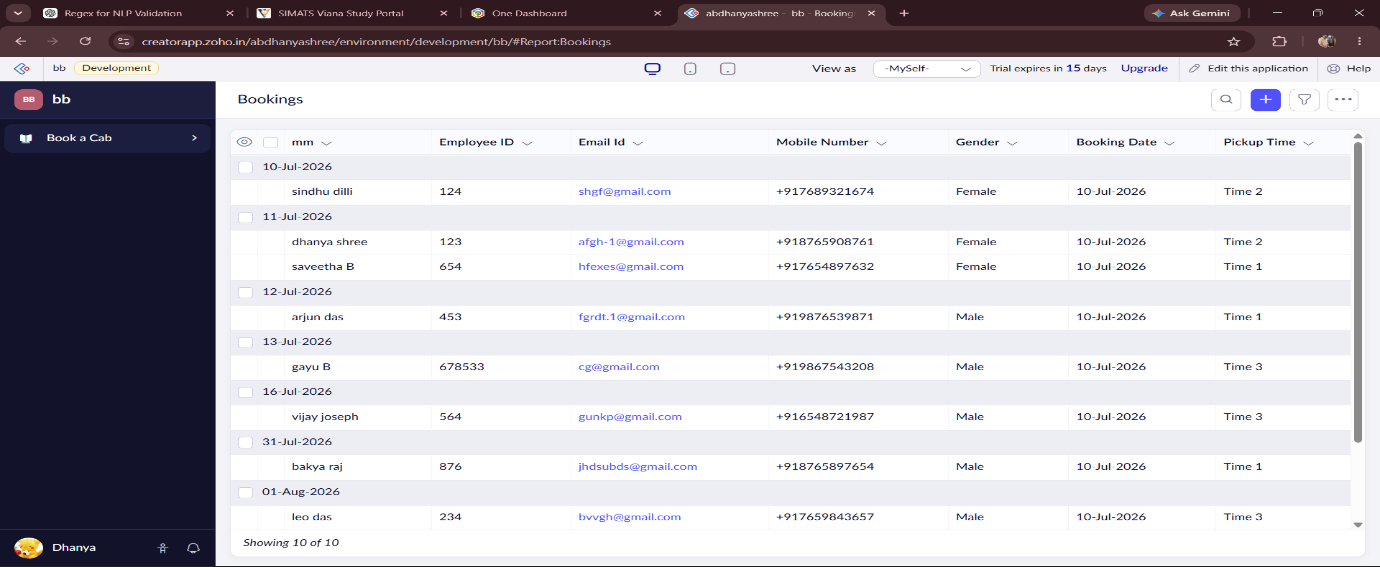 Regex for NLP Validation
SIMATS Viana Study Portal
One Dashboard
abdhanyashree - bb - Bookings
Ask Gemini
creatorapp.zoho.in/abdhanyashree/environment/development/bb/#Report:Bookings
bb Development View as -MySelf- Trial expires in 15 days Upgrade Edit this application Help
BB bb
Book a Cab
Bookings
mm Employee ID Email Id Mobile Number Gender Booking Date Pickup Time
10-Jul-2026
sindhu dilli 124 shgf@gmail.com +917689321674 Female 10-Jul-2026 Time 2
11-Jul-2026
dhanya shree 123 afgh-1@gmail.com +918765908761 Female 10-Jul-2026 Time 2
saveetha B 654 hfexes@gmail.com +917654897632 Female 10-Jul-2026 Time 1
12-Jul-2026
arjun das 453 fgrdt.1@gmail.com +919876539871 Male 10-Jul-2026 Time 1
13-Jul-2026
gayu B 678533 cg@gmail.com +919867543208 Male 10-Jul-2026 Time 3
16-Jul-2026
vijay joseph 564 gunkp@gmail.com +916548721987 Male 10-Jul-2026 Time 3
31-Jul-2026
bakya raj 876 jhdsubds@gmail.com +918765897654 Male 10-Jul-2026 Time 1
01-Aug-2026
leo das 234 bvvgh@gmail.com +917659843657 Male 10-Jul-2026 Time 3
Showing 10 of 10
Dhanya